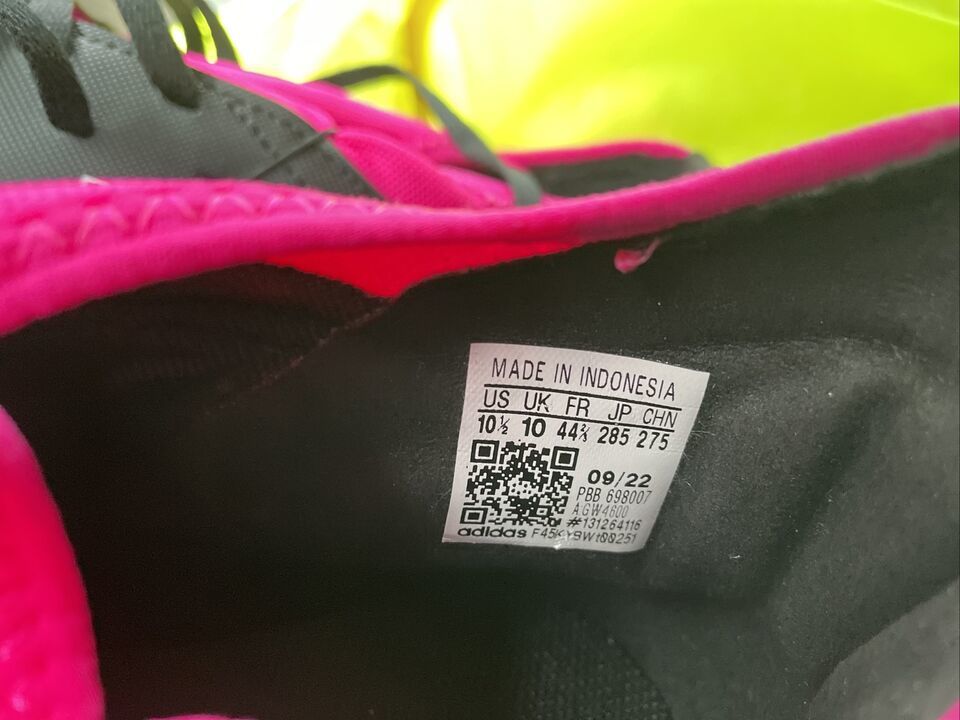 MADE IN INDONESIA
US UK FR JP CHN
10½ 10 44⅔ 285 275
09/22
PBB 698007
AGW4600
#131264116
adidas